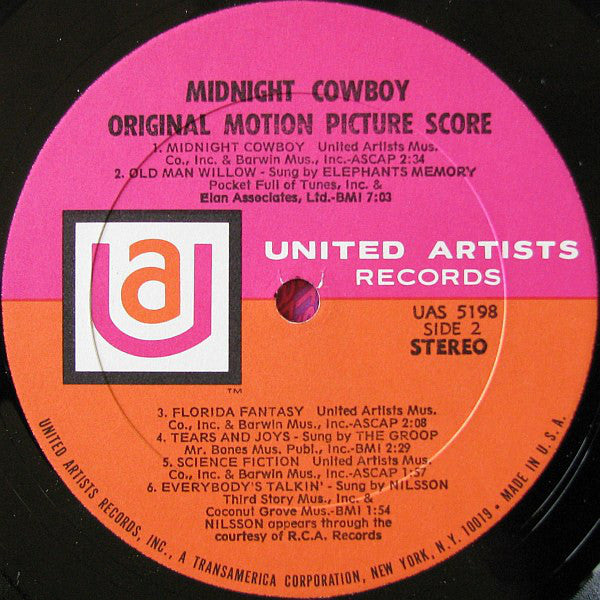 MIDNIGHT COWBOY
ORIGINAL MOTION PICTURE SCORE
1. MIDNIGHT COWBOY United Artists Mus.
Co., Inc. & Barwin Mus., Inc.-ASCAP 2:34
2. OLD MAN WILLOW - Sung by ELEPHANTS MEMORY
Pocket Full of Tunes, Inc. &
Elan Associates, Ltd.-BMI 7:03
ua
TM
UNITED ARTISTS
RECORDS
UAS 5198
SIDE 2
STEREO
3. FLORIDA FANTASY United Artists Mus.
Co., Inc. & Barwin Mus., Inc.-ASCAP 2:08
4. TEARS AND JOYS - Sung by THE GROOP
Mr. Bones Mus. Publ., Inc.-BMI 2:29
5. SCIENCE FICTION United Artists Mus.
Co., Inc. & Barwin Mus., Inc.-ASCAP 1:57
6. EVERYBODY'S TALKIN' - Sung by NILSSON
Third Story Mus., Inc. &
Coconut Grove Mus.-BMI 1:54
NILSSON appears through the
courtesy of R.C.A. Records
UNITED ARTISTS RECORDS, INC., A TRANSAMERICA CORPORATION, NEW YORK, N.Y. 10019 • MADE IN U.S.A.